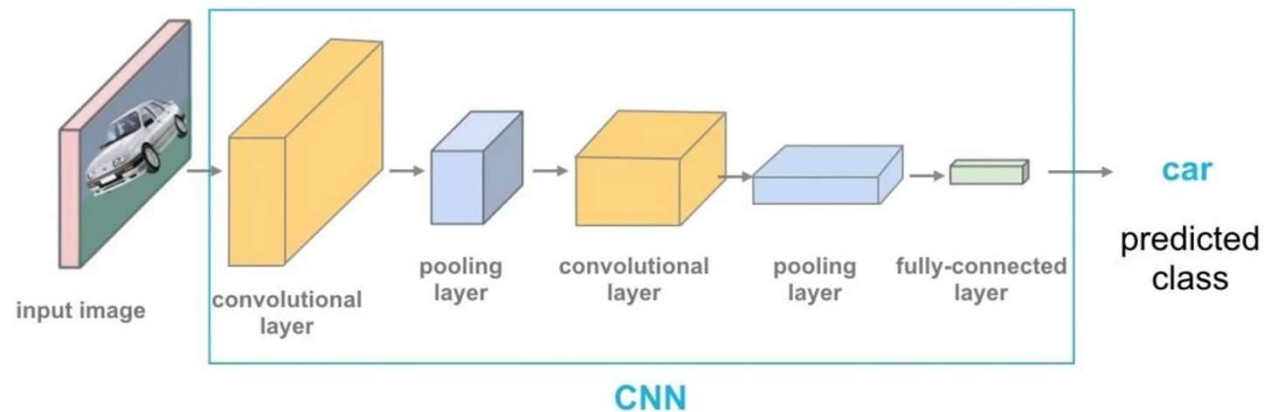 input image
convolutional
layer
pooling
layer
convolutional
layer
pooling
layer
fully-connected
layer
car
predicted
class
CNN